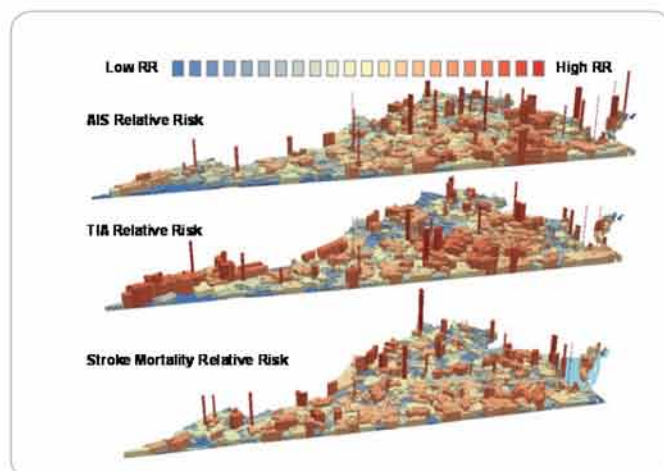 Low RR High RR
AIS Relative Risk
TIA Relative Risk
Stroke Mortality Relative Risk